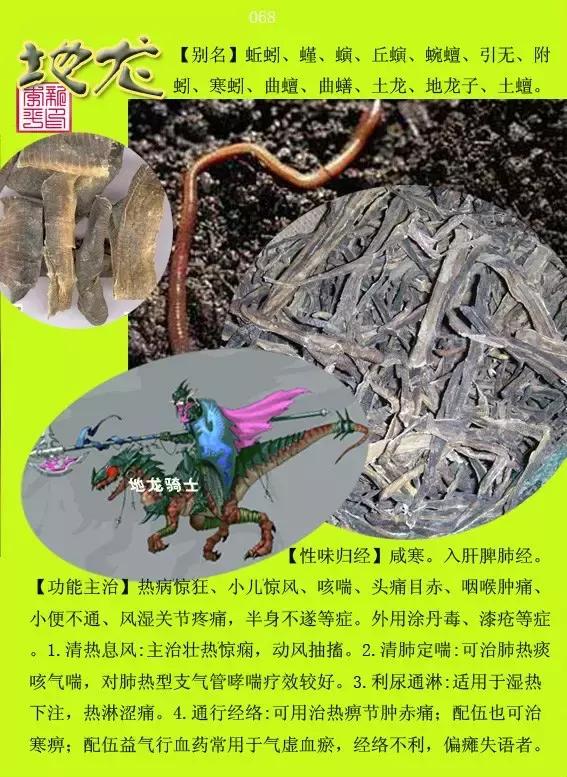 068
地龙
【别名】蚯蚓、螼、螾、丘螾、蜿蟺、引无、附
蚓、寒蚓、曲蟺、曲蟮、土龙、地龙子、土蟺。
地龙骑士
【性味归经】咸寒。入肝脾肺经。
【功能主治】热病惊狂、小儿惊风、咳喘、头痛目赤、咽喉肿痛、
小便不通、风湿关节疼痛，半身不遂等症。外用涂丹毒、漆疮等症
。1.清热息风:主治壮热惊痫，动风抽搐。2.清肺定喘:可治肺热痰
咳气喘，对肺热型支气管哮喘疗效较好。3.利尿通淋:适用于湿热
下注，热淋涩痛。4.通行经络:可用治热痹节肿赤痛；配伍也可治
寒痹；配伍益气行血药常用于气虚血瘀，经络不利，偏瘫失语者。